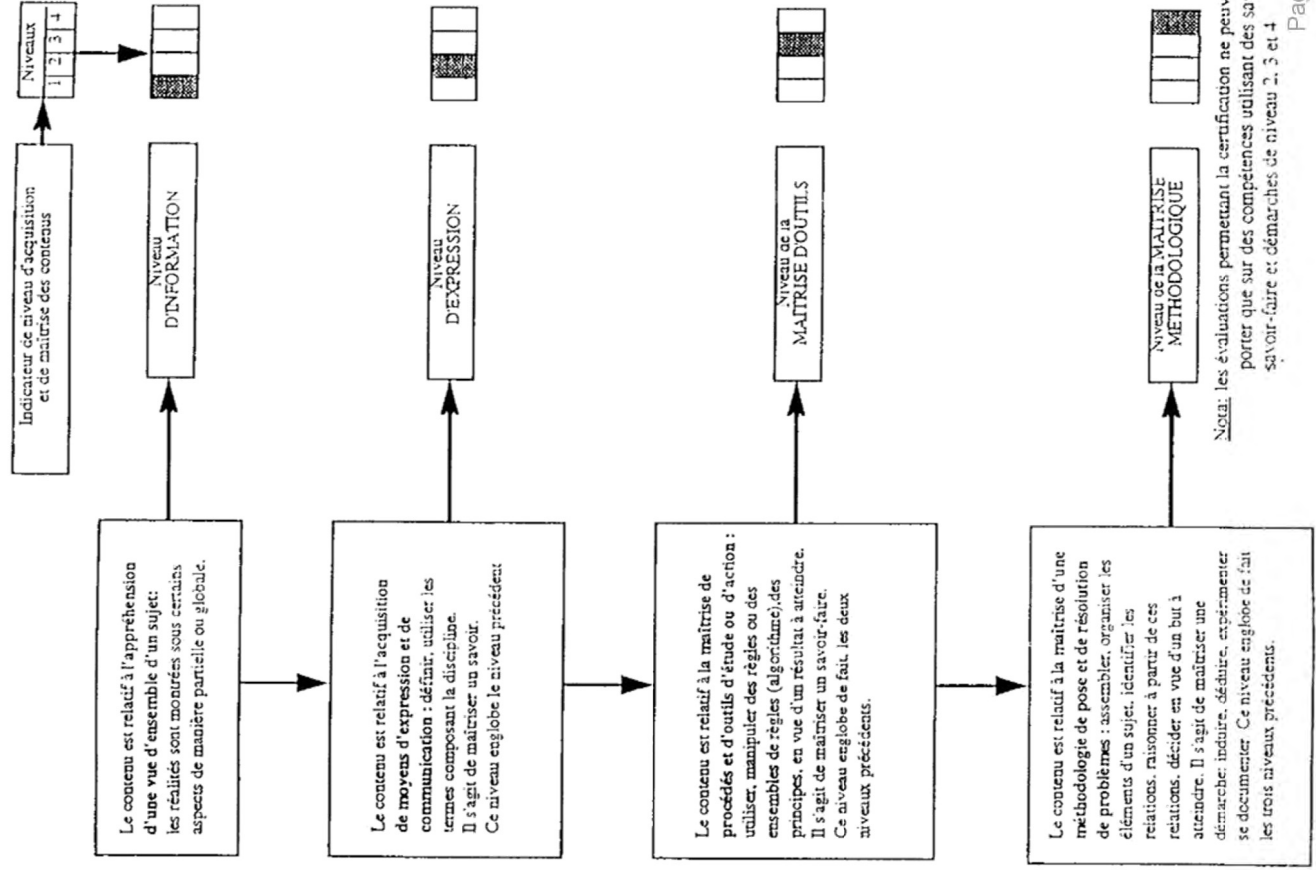 Indicateur de niveau d'acquisition
et de maîtrise des contenus
Niveaux
1 2 3 4
Le contenu est relatif à l'appréhension
d'une vue d'ensemble d'un sujet:
les réalités sont montrées sous certains
aspects de manière partielle ou globale.
Niveau
D'INFORMATION
Le contenu est relatif à l'acquisition
de moyens d'expression et de
communication : définir, utiliser les
termes composant la discipline.
Il s'agit de maîtriser un savoir.
Ce niveau englobe le niveau précédent
Niveau
D'EXPRESSION
Le contenu est relatif à la maîtrise de
procédés et d'outils d'étude ou d'action :
utiliser, manipuler des règles ou des
ensembles de règles (algorithme),des
principes, en vue d'un résultat à atteindre.
Il s'agit de maîtriser un savoir-faire.
Ce niveau englobe de fait, les deux
niveaux précédents.
Niveau de la
MAITRISE D'OUTILS
Le contenu est relatif à la maîtrise d'une
méthodologie de pose et de résolution
de problèmes : assembler, organiser les
éléments d'un sujet, identifier les
relations, raisonner à partir de ces
relations, décider en vue d'un but à
atteindre. Il s'agit de maîtriser une
démarche: induire, déduire, expérimenter
se documenter. Ce niveau englobe de fait
les trois niveaux précédents.
Niveau de la MAITRISE
METHODOLOGIQUE
Nota: les évaluations permettant la certification ne peuv
porter que sur des compétences utilisant des sa
savoir-faire et démarches de niveau 2, 3 et 4
Pag